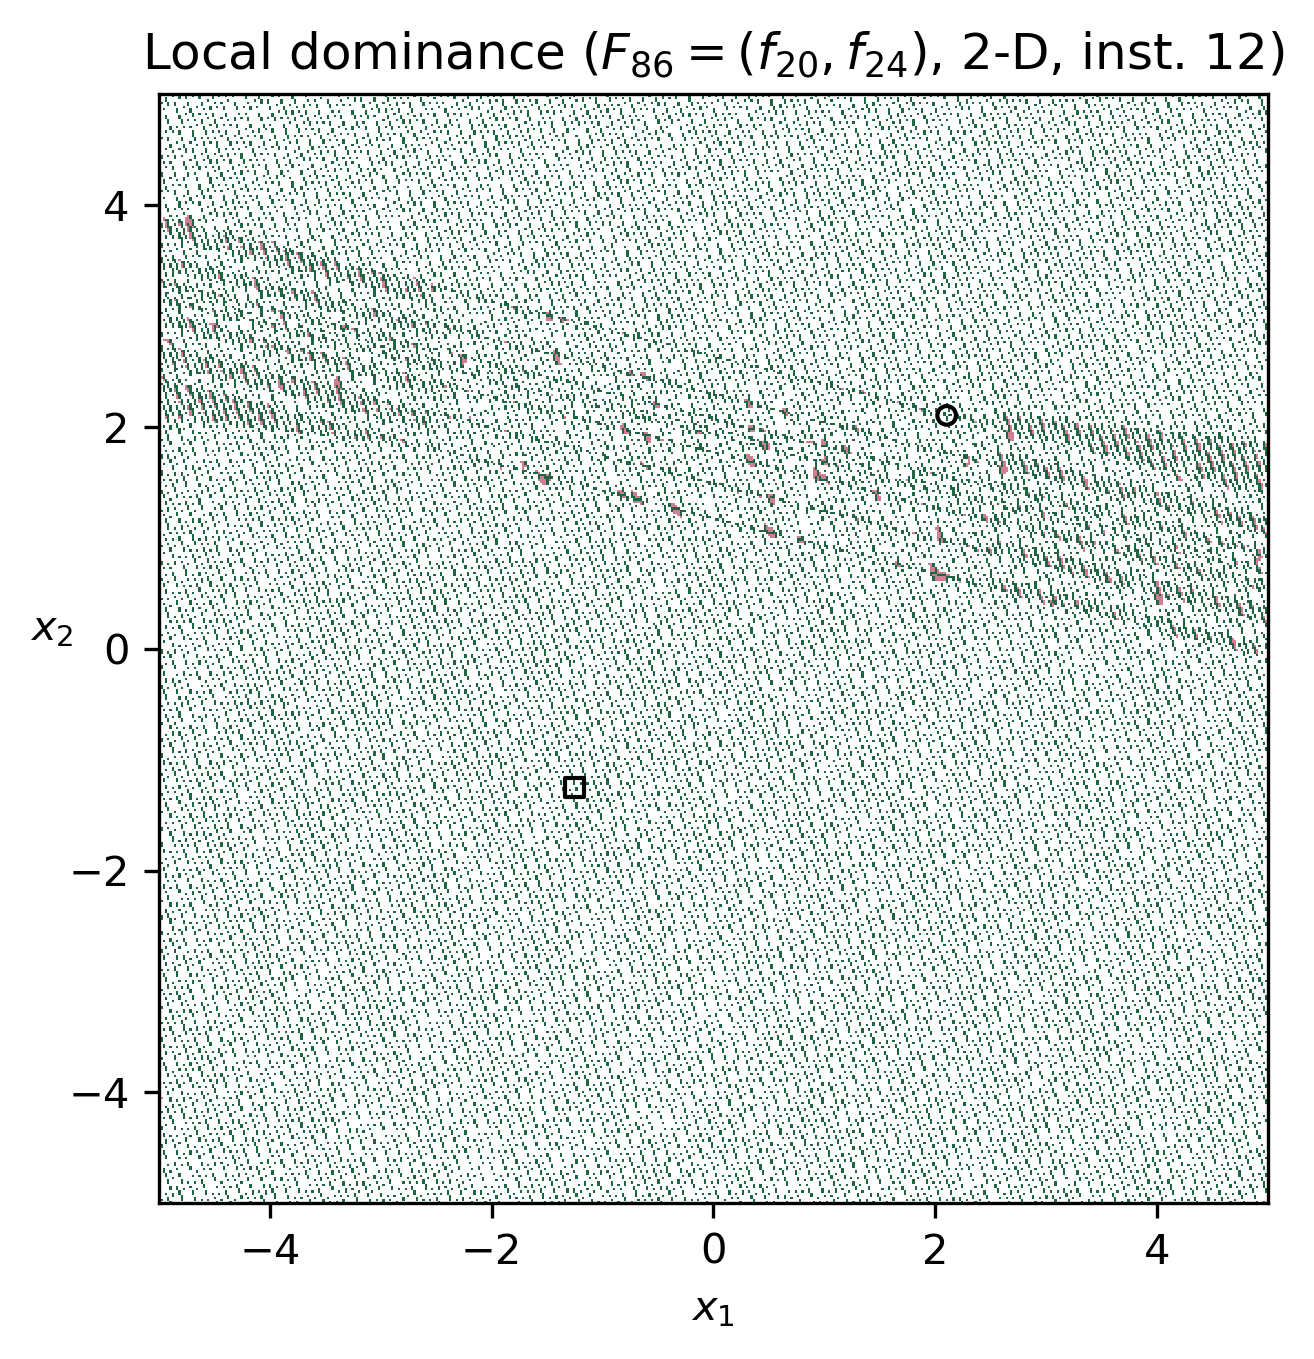 Local dominance (F₈₆ = (f₂₀, f₂₄), 2-D, inst. 12)
4
2
x₂ 0
−2
−4
−4 −2 0 2 4
x₁